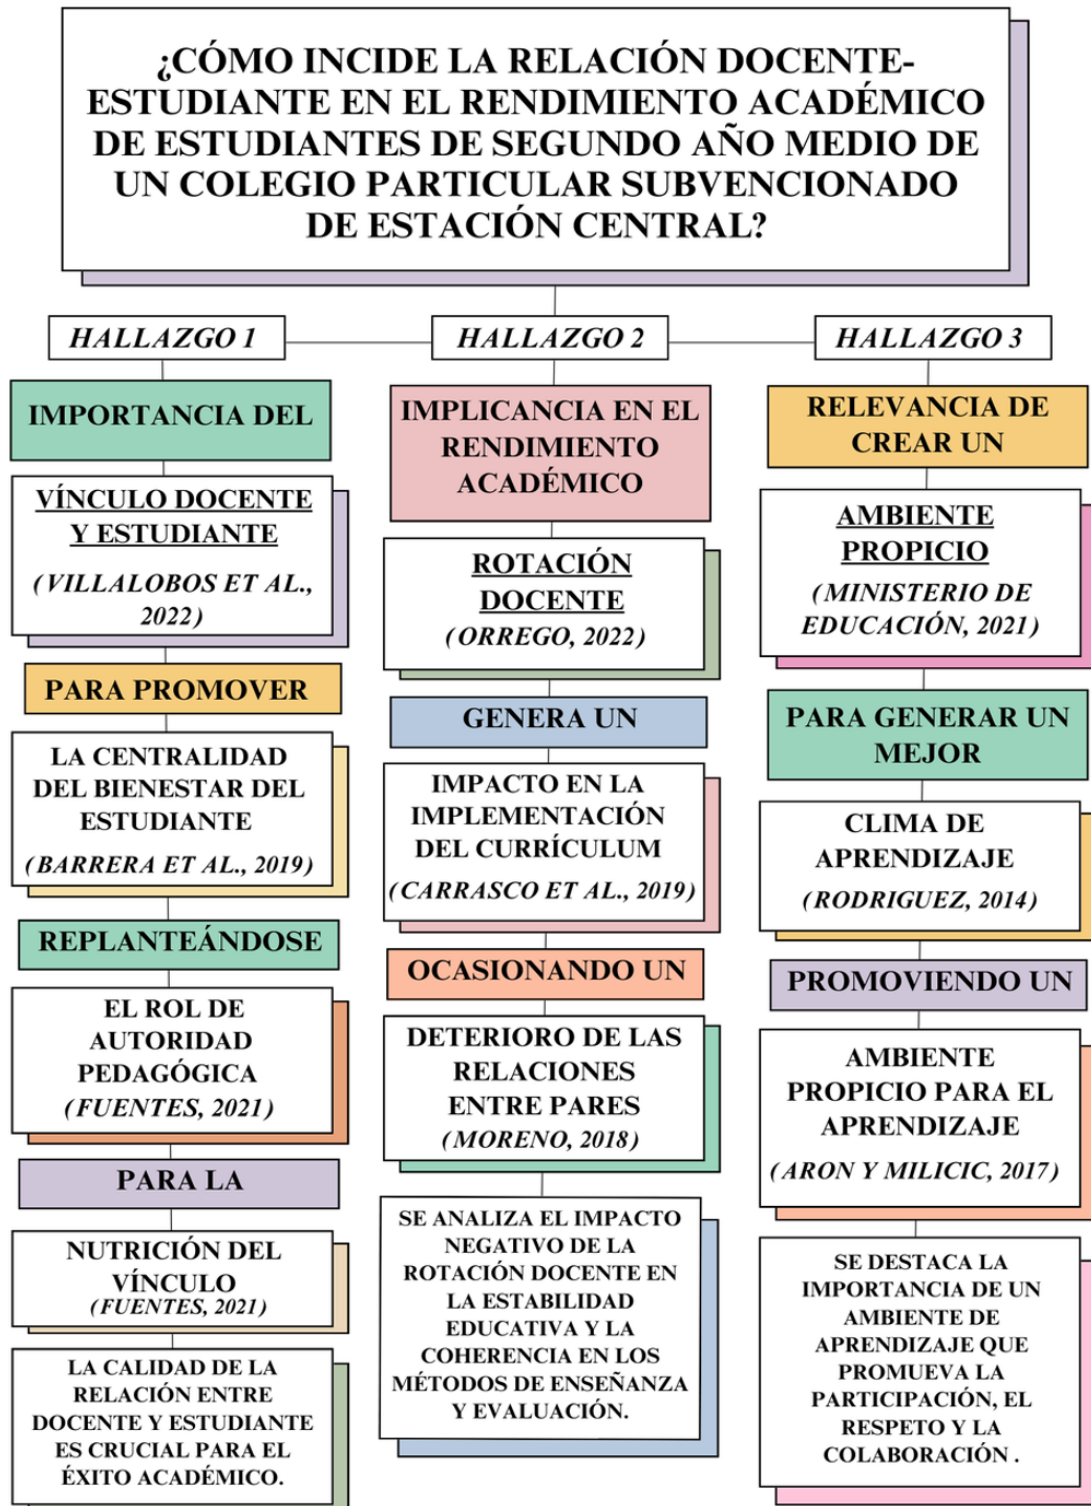 ¿CÓMO INCIDE LA RELACIÓN DOCENTE-
ESTUDIANTE EN EL RENDIMIENTO ACADÉMICO
DE ESTUDIANTES DE SEGUNDO AÑO MEDIO DE
UN COLEGIO PARTICULAR SUBVENCIONADO
DE ESTACIÓN CENTRAL?
HALLAZGO 1
IMPORTANCIA DEL
VÍNCULO DOCENTE
Y ESTUDIANTE
(VILLALOBOS ET AL.,
2022)
PARA PROMOVER
LA CENTRALIDAD
DEL BIENESTAR DEL
ESTUDIANTE
(BARRERA ET AL., 2019)
REPLANTEÁNDOSE
EL ROL DE
AUTORIDAD
PEDAGÓGICA
(FUENTES, 2021)
PARA LA
NUTRICIÓN DEL
VÍNCULO
(FUENTES, 2021)
LA CALIDAD DE LA
RELACIÓN ENTRE
DOCENTE Y ESTUDIANTE
ES CRUCIAL PARA EL
ÉXITO ACADÉMICO.
HALLAZGO 2
IMPLICANCIA EN EL
RENDIMIENTO
ACADÉMICO
ROTACIÓN
DOCENTE
(ORREGO, 2022)
GENERA UN
IMPACTO EN LA
IMPLEMENTACIÓN
DEL CURRÍCULUM
(CARRASCO ET AL., 2019)
OCASIONANDO UN
DETERIORO DE LAS
RELACIONES
ENTRE PARES
(MORENO, 2018)
SE ANALIZA EL IMPACTO
NEGATIVO DE LA
ROTACIÓN DOCENTE EN
LA ESTABILIDAD
EDUCATIVA Y LA
COHERENCIA EN LOS
MÉTODOS DE ENSEÑANZA
Y EVALUACIÓN.
HALLAZGO 3
RELEVANCIA DE
CREAR UN
AMBIENTE
PROPICIO
(MINISTERIO DE
EDUCACIÓN, 2021)
PARA GENERAR UN
MEJOR
CLIMA DE
APRENDIZAJE
(RODRIGUEZ, 2014)
PROMOVIENDO UN
AMBIENTE
PROPICIO PARA EL
APRENDIZAJE
(ARON Y MILICIC, 2017)
SE DESTACA LA
IMPORTANCIA DE UN
AMBIENTE DE
APRENDIZAJE QUE
PROMUEVA LA
PARTICIPACIÓN, EL
RESPETO Y LA
COLABORACIÓN .